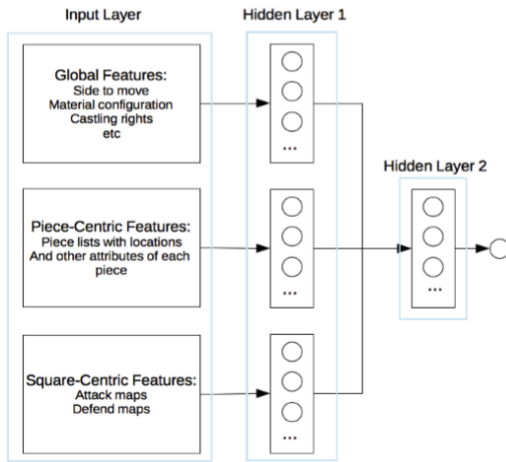 Input Layer
Hidden Layer 1
Global Features:
Side to move
Material configuration
Castling rights
etc
...
Hidden Layer 2
Piece-Centric Features:
Piece lists with locations
And other attributes of each
piece
...
...
Square-Centric Features:
Attack maps
Defend maps
...